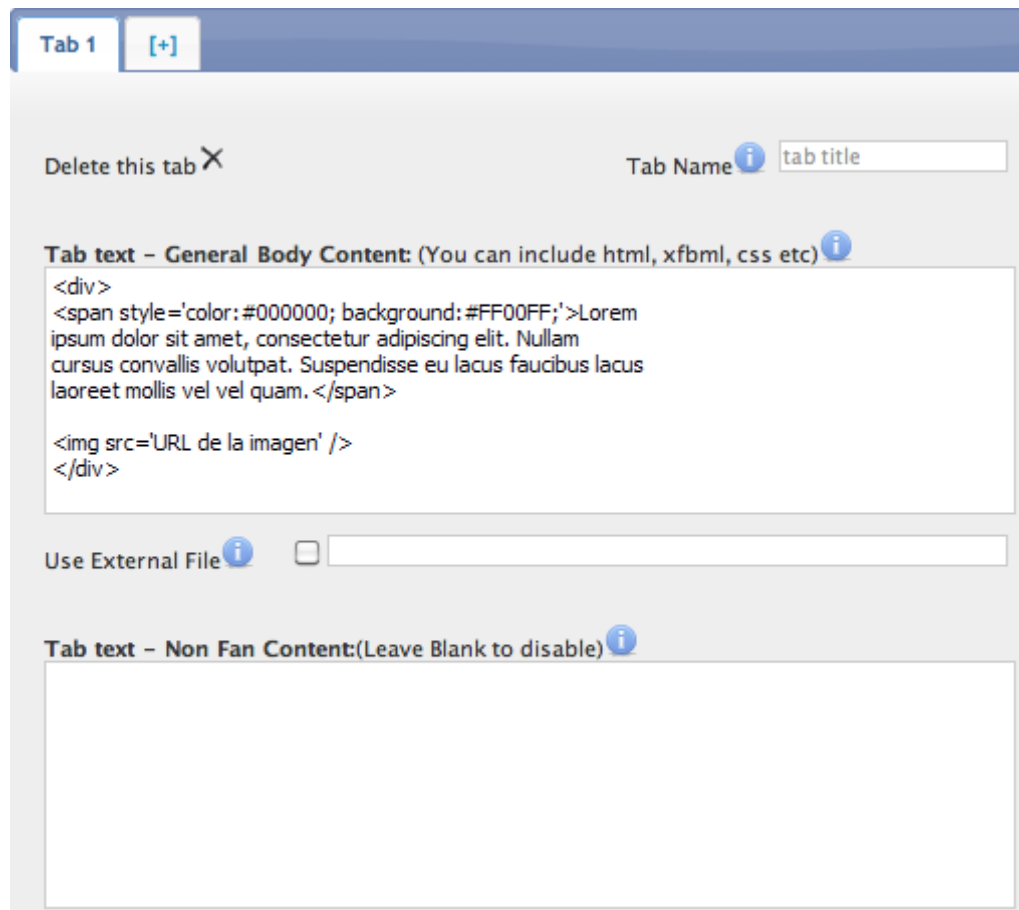 Tab 1 [+]
Delete this tab
Tab Name tab title
Tab text – General Body Content: (You can include html, xfbml, css etc)
<div>
<span style='color:#000000; background:#FF00FF;'>Lorem
ipsum dolor sit amet, consectetur adipiscing elit. Nullam
cursus convallis volutpat. Suspendisse eu lacus faucibus lacus
laoreet mollis vel vel quam.</span>
<img src='URL de la imagen' />
</div>
Use External File
Tab text – Non Fan Content:(Leave Blank to disable)